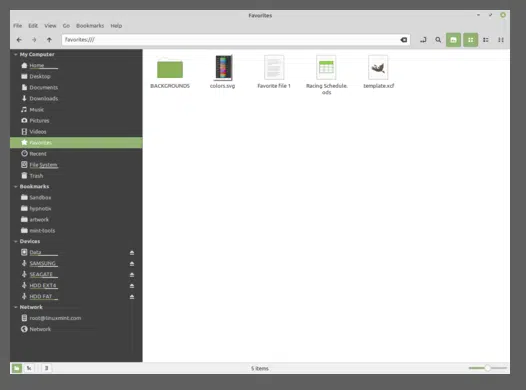 Favorites
File Edit View Go Bookmarks Help
favorites:///
My Computer
Home
Desktop
Documents
Downloads
Music
Pictures
Videos
Favorites
Recent
File System
Trash
Bookmarks
Sandbox
hypnotix
artwork
mint-tools
Devices
Data
SAMSUNG
SEAGATE
HDD EXT4
HDD FAT
Network
root@linuxmint.com
Network
BACKGROUNDS
colors.svg
Favorite file 1
Racing Schedule.
ods
template.xcf
5 items